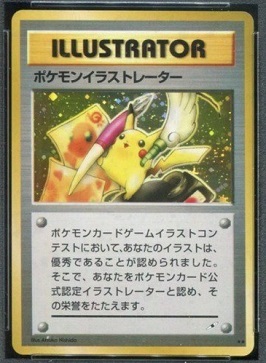 ILLUSTRATOR
ポケモンイラストレーター
ポケモンカードゲームイラストコン
テストにおいて、あなたのイラストは、
優秀であることが認められました。
そこで、あなたをポケモンカード公
式認定イラストレーターと認め、そ
の栄誉をたたえます。
Illus. Atsuko Nishida